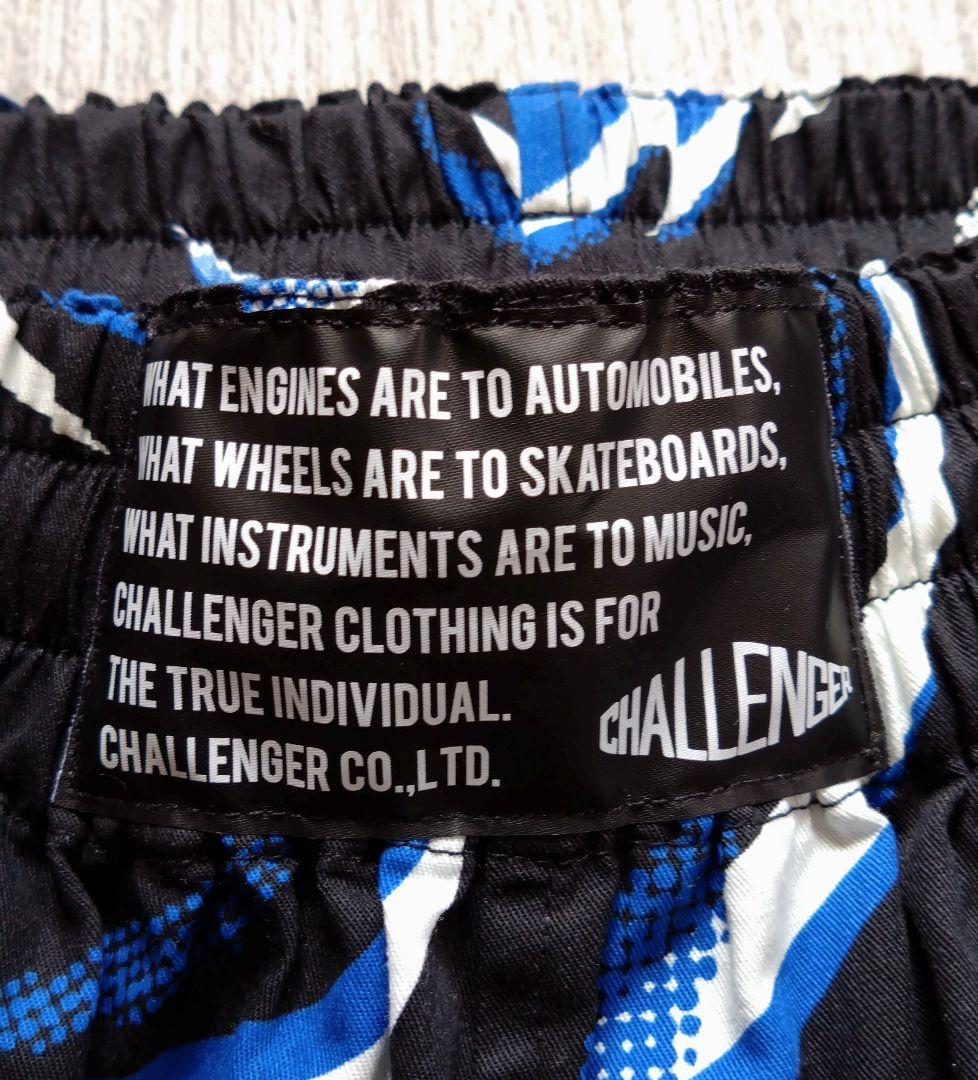 WHAT ENGINES ARE TO AUTOMOBILES,
WHAT WHEELS ARE TO SKATEBOARDS,
WHAT INSTRUMENTS ARE TO MUSIC,
CHALLENGER CLOTHING IS FOR
THE TRUE INDIVIDUAL.
CHALLENGER CO.,LTD.
CHALLENGER